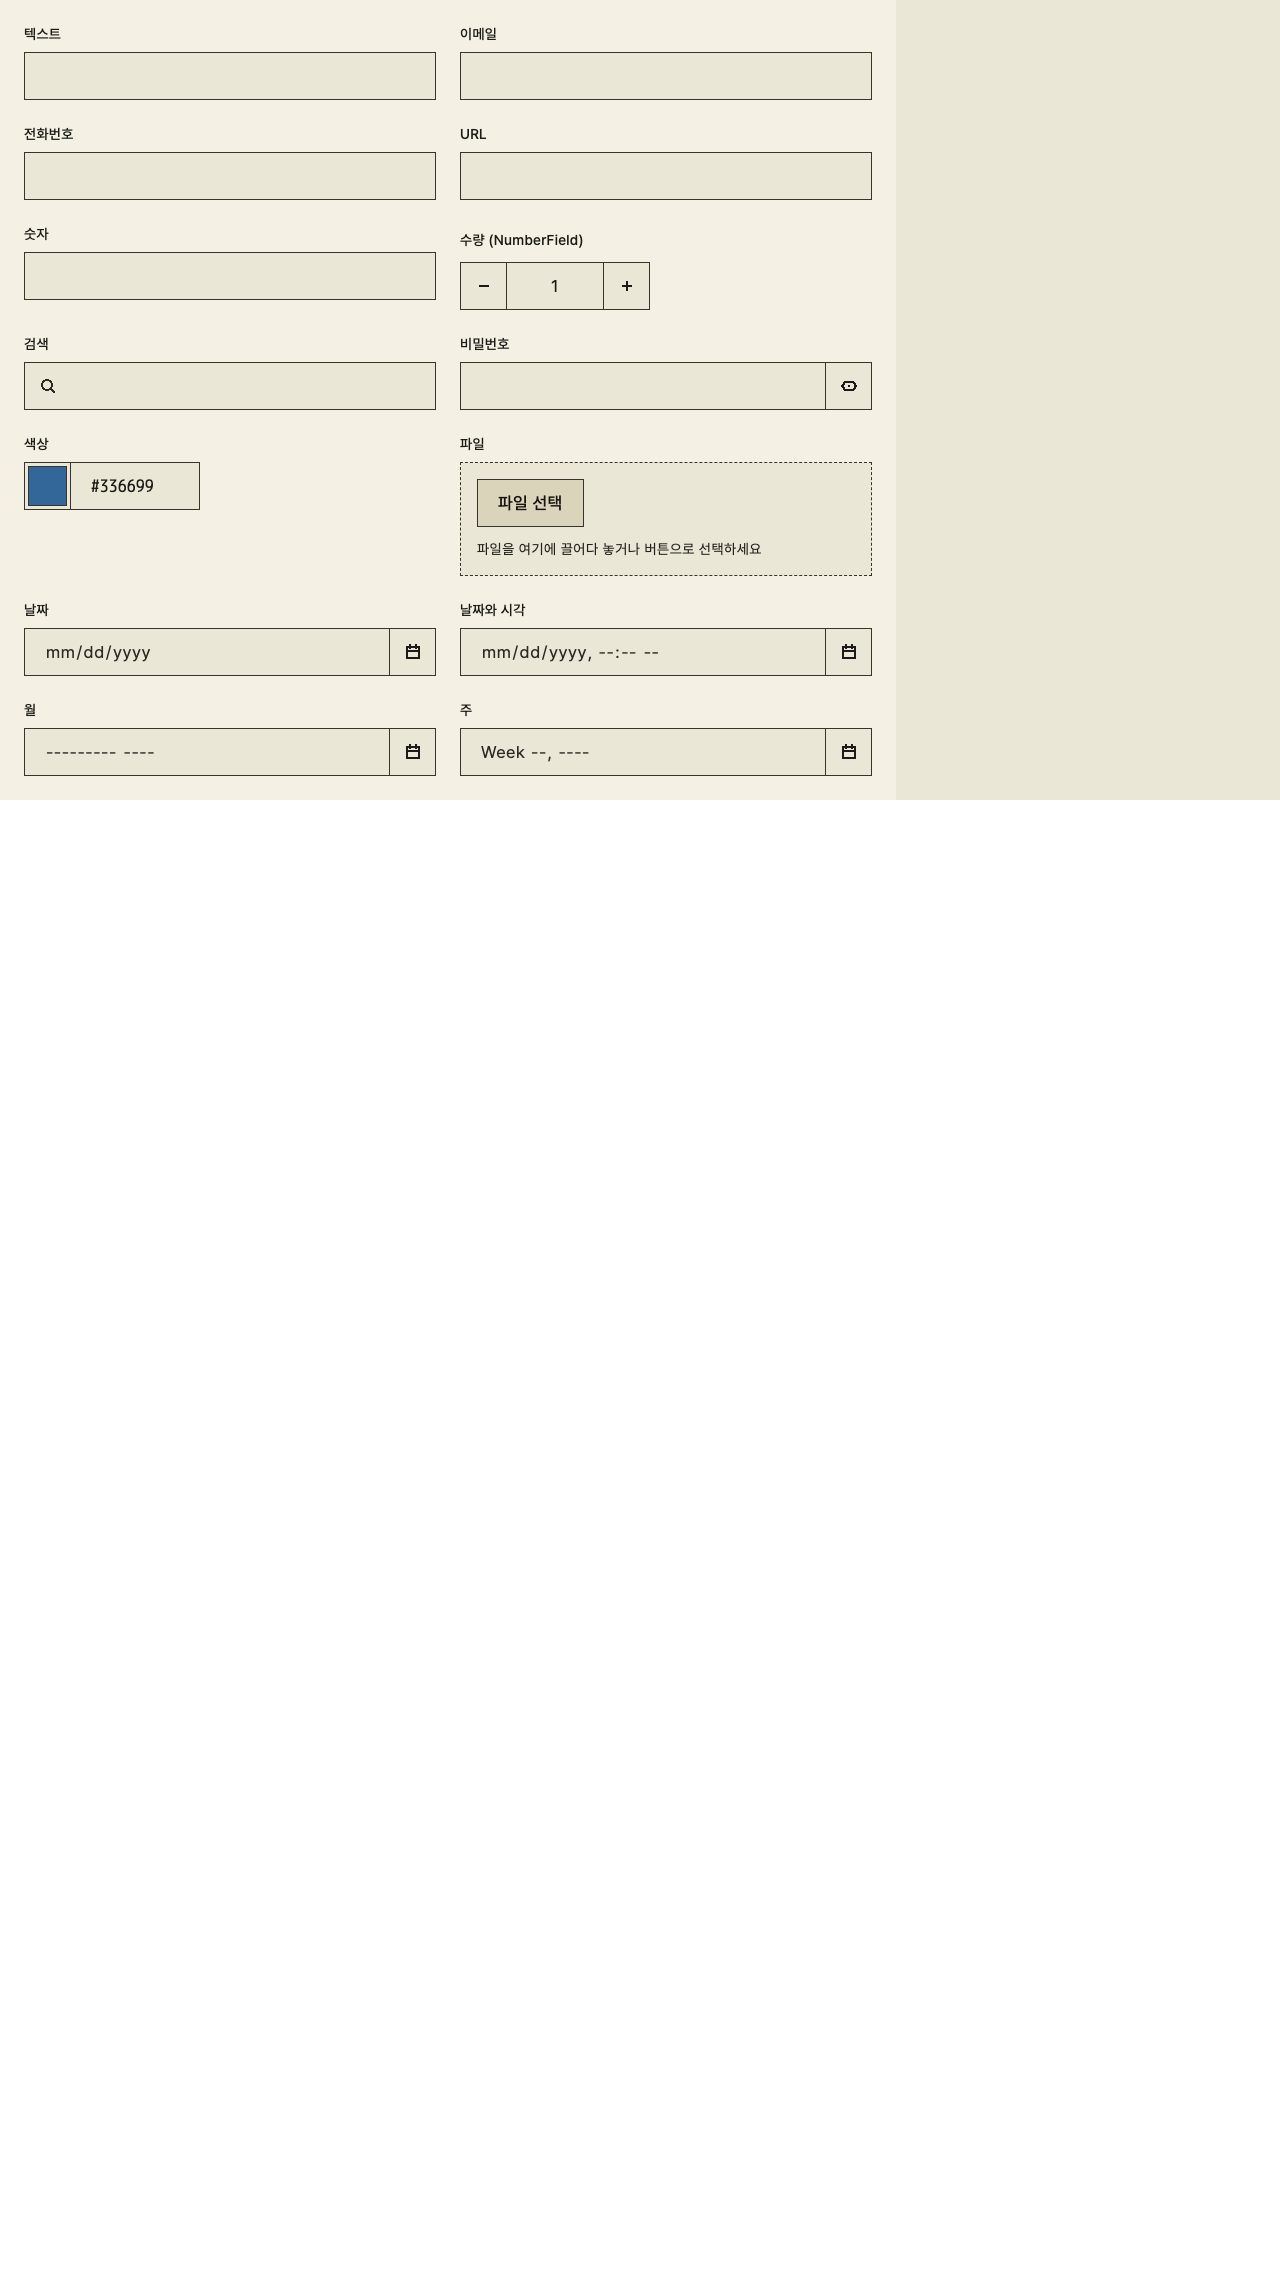 텍스트
이메일
전화번호
URL
숫자
수량 (NumberField)
1
검색
비밀번호
색상
#336699
파일
파일 선택
파일을 여기에 끌어다 놓거나 버튼으로 선택하세요
날짜
mm/dd/yyyy
날짜와 시각
mm/dd/yyyy, --:-- --
월
--------- ----
주
Week --, ----